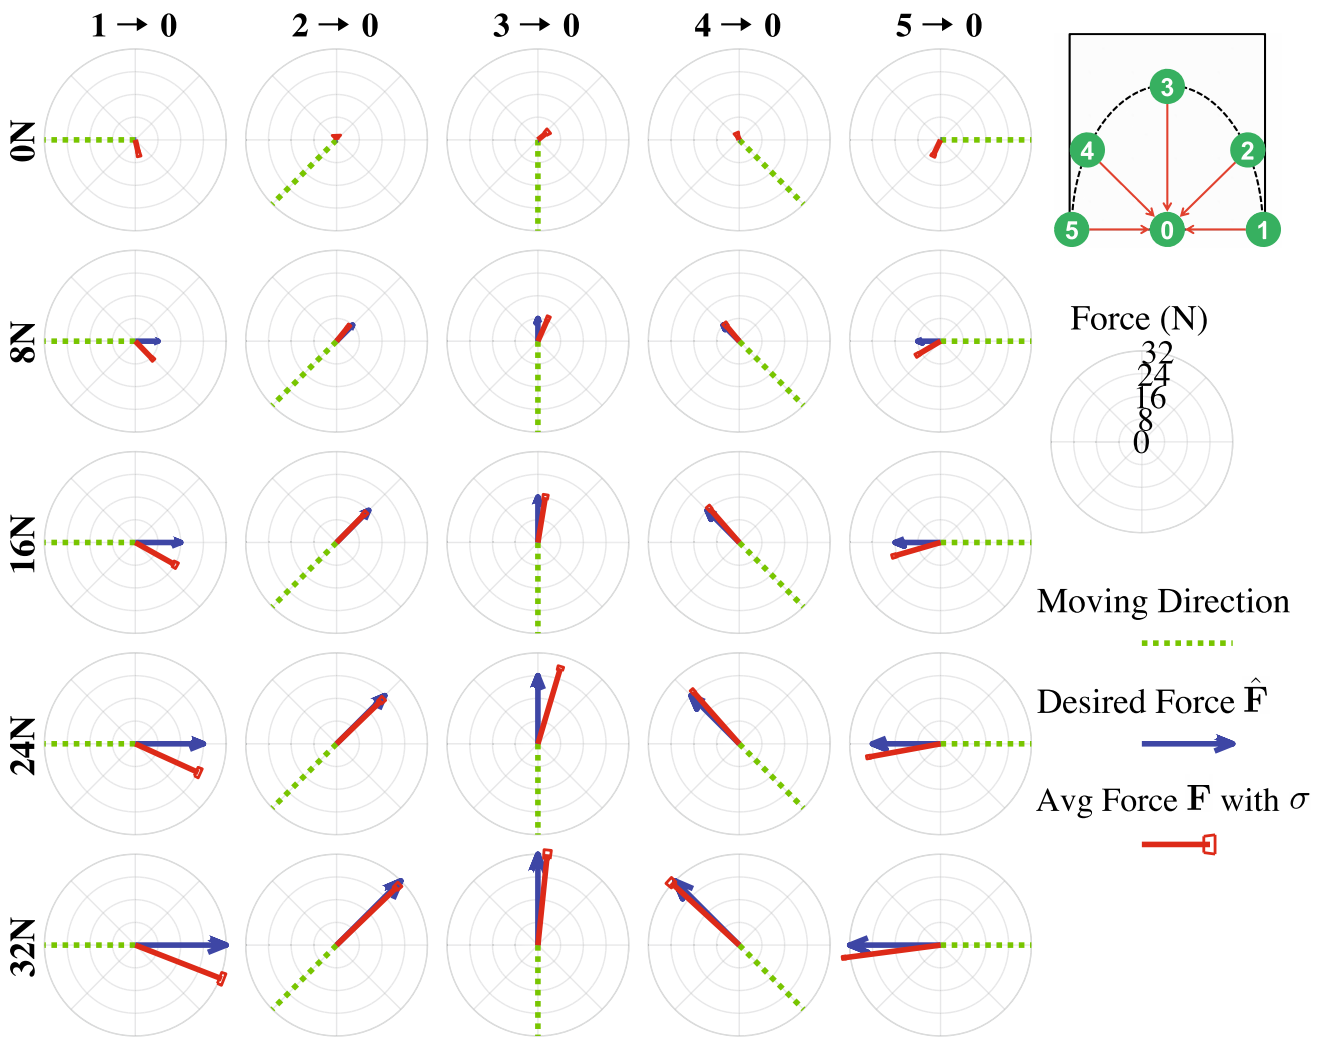 1 → 0
2 → 0
3 → 0
4 → 0
5 → 0
0N
8N
16N
24N
32N
3
4
2
5
0
1
Force (N)
32
24
16
8
0
Moving Direction
Desired Force F̂
Avg Force F with σ